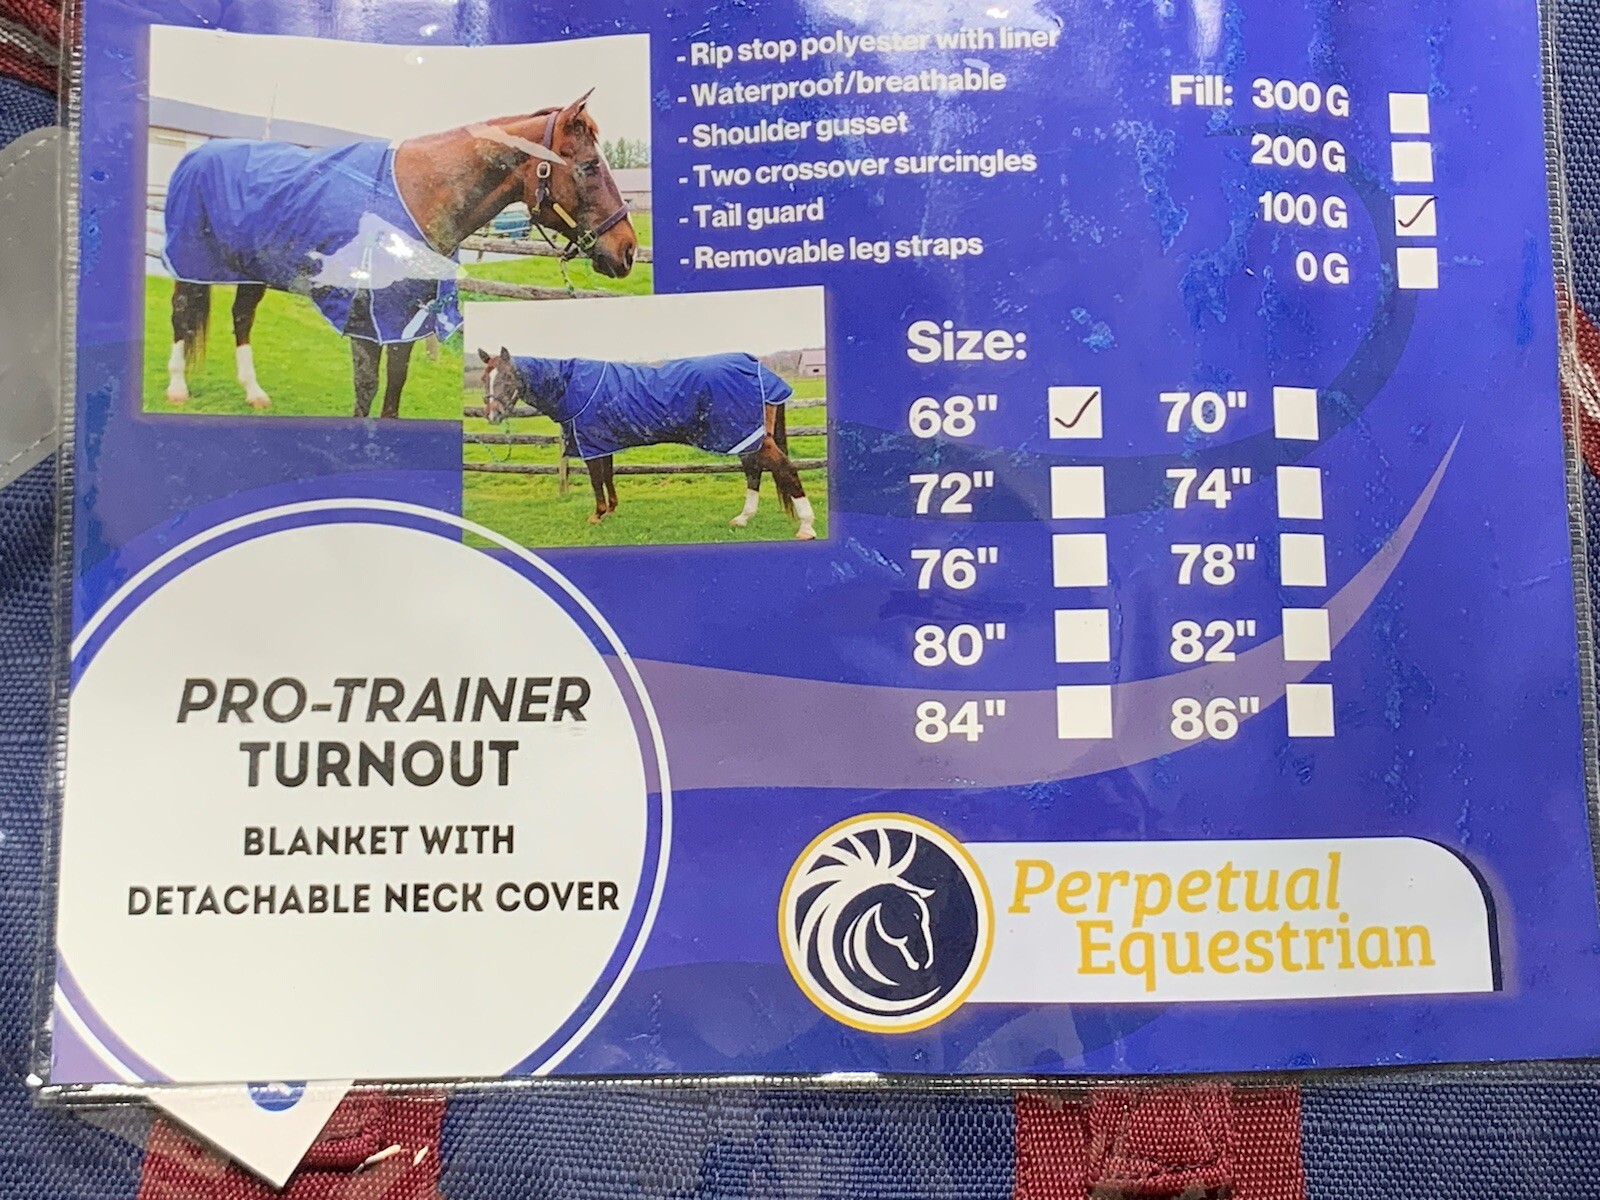 - Rip stop polyester with liner
- Waterproof/breathable
- Shoulder gusset
- Two crossover surcingles
- Tail guard
- Removable leg straps
Fill: 300 G
200 G
100 G
0 G
Size:
68" 70"
72" 74"
76" 78"
80" 82"
84" 86"
PRO-TRAINER
TURNOUT
BLANKET WITH
DETACHABLE NECK COVER
Perpetual
Equestrian